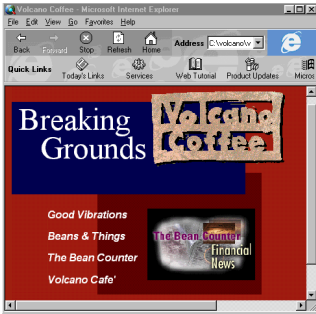 Volcano Coffee - Microsoft Internet Explorer
File Edit View Go Favorites Help
Back Forward Stop Refresh Home Address C:\volcano\v
Quick Links Today's Links Services Web Tutorial Product Updates Micros
Breaking
Grounds
Volcano
Coffee
Good Vibrations
Beans & Things
The Bean Counter
Volcano Cafe'
The Bean Counter
Financial
News